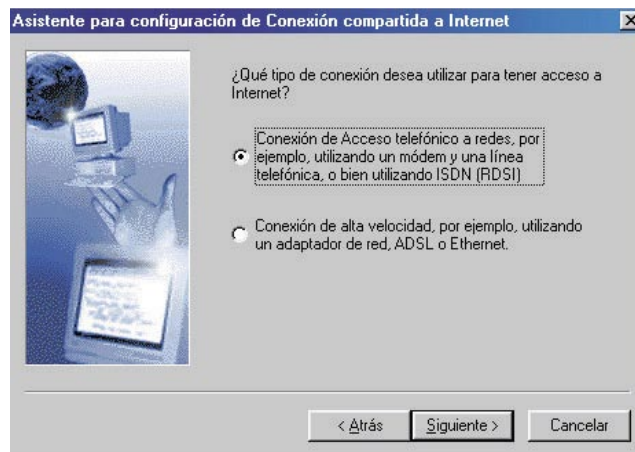 Asistente para configuración de Conexión compartida a Internet
¿Qué tipo de conexión desea utilizar para tener acceso a
Internet?
Conexión de Acceso telefónico a redes, por
ejemplo, utilizando un módem y una línea
telefónica, o bien utilizando ISDN (RDSI)
Conexión de alta velocidad, por ejemplo, utilizando
un adaptador de red, ADSL o Ethernet.
< Atrás
Siguiente >
Cancelar